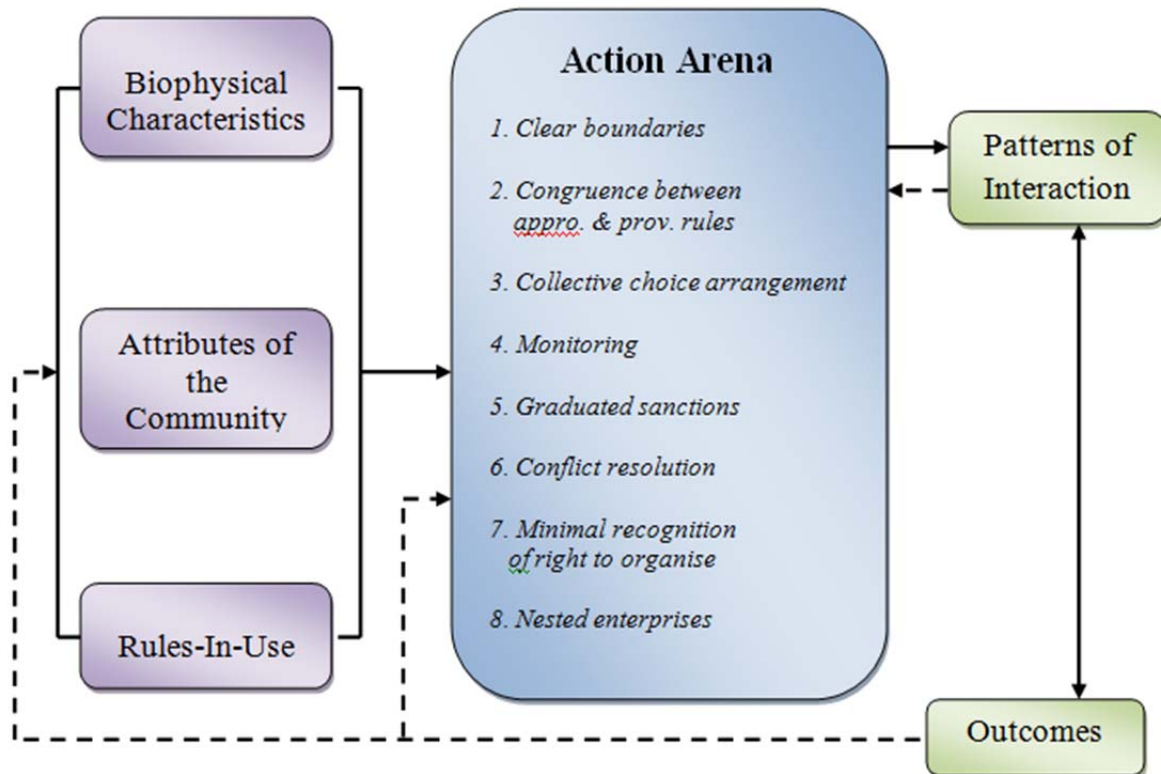 Biophysical
Characteristics
Attributes of
the
Community
Rules-In-Use
Action Arena
1. Clear boundaries
2. Congruence between
appro. & prov. rules
3. Collective choice arrangement
4. Monitoring
5. Graduated sanctions
6. Conflict resolution
7. Minimal recognition
of right to organise
8. Nested enterprises
Patterns of
Interaction
Outcomes